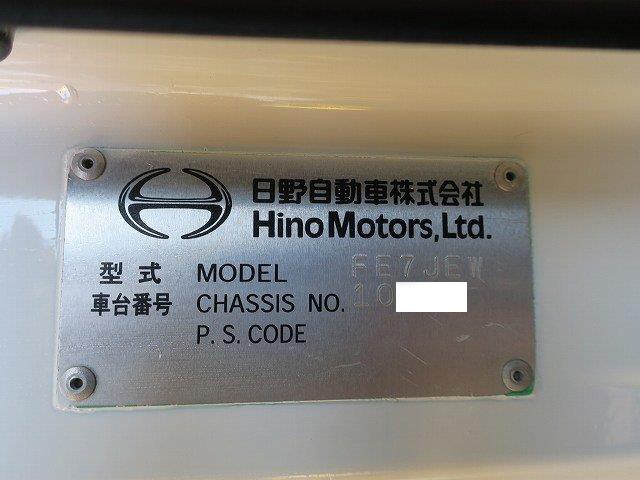 日野自動車株式会社
Hino Motors, Ltd.
型式 MODEL FE7JEW
車台番号 CHASSIS NO. 10
P. S. CODE